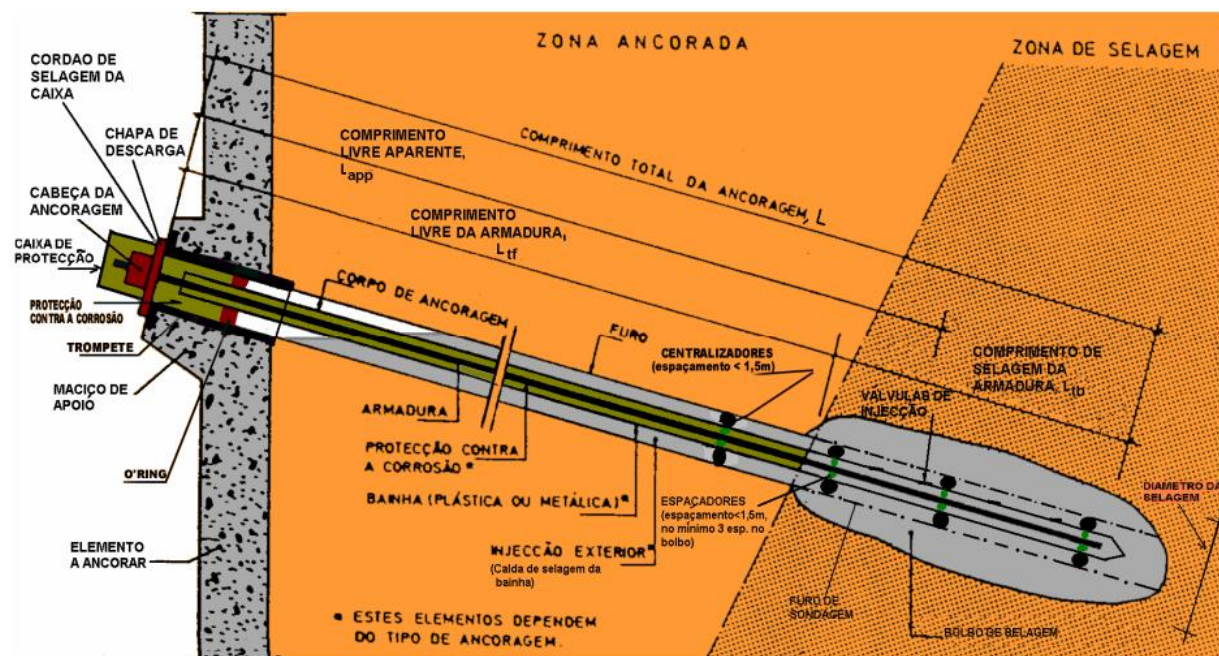 ZONA ANCORADA
ZONA DE SELAGEM
CORDAO DE
SELAGEM DA
CAIXA
CHAPA DE
DESCARGA
CABEÇA DA
ANCORAGEM
CAIXA DE
PROTECÇÃO
PROTECÇÃO
CONTRA A CORROSÃO
TROMPETE
MACIÇO DE
APOIO
O'RING
ELEMENTO
A ANCORAR
COMPRIMENTO TOTAL DA ANCORAGEM, L
COMPRIMENTO
LIVRE APARENTE,
Lapp
COMPRIMENTO
LIVRE DA ARMADURA,
Ltf
CORPO DE ANCORAGEM
FURO
CENTRALIZADORES
(espaçamento < 1,5m)
COMPRIMENTO DE
SELAGEM DA
ARMADURA, Ltb
VÁLVULAS DE
INJECÇÃO
ARMADURA
PROTECÇÃO CONTRA
A CORROSÃO*
BAINHA (PLÁSTICA OU METÁLICA)*
ESPAÇADORES
(espaçamento<1,5m,
no mínimo 3 esp. no
bolbo)
INJECÇÃO EXTERIOR*
(Calda de selagem da
bainha)
DIAMETRO DA
SELAGEM
FURO DE
SONDAGEM
BOLBO DE SELAGEM
* ESTES ELEMENTOS DEPENDEM
DO TIPO DE ANCORAGEM.